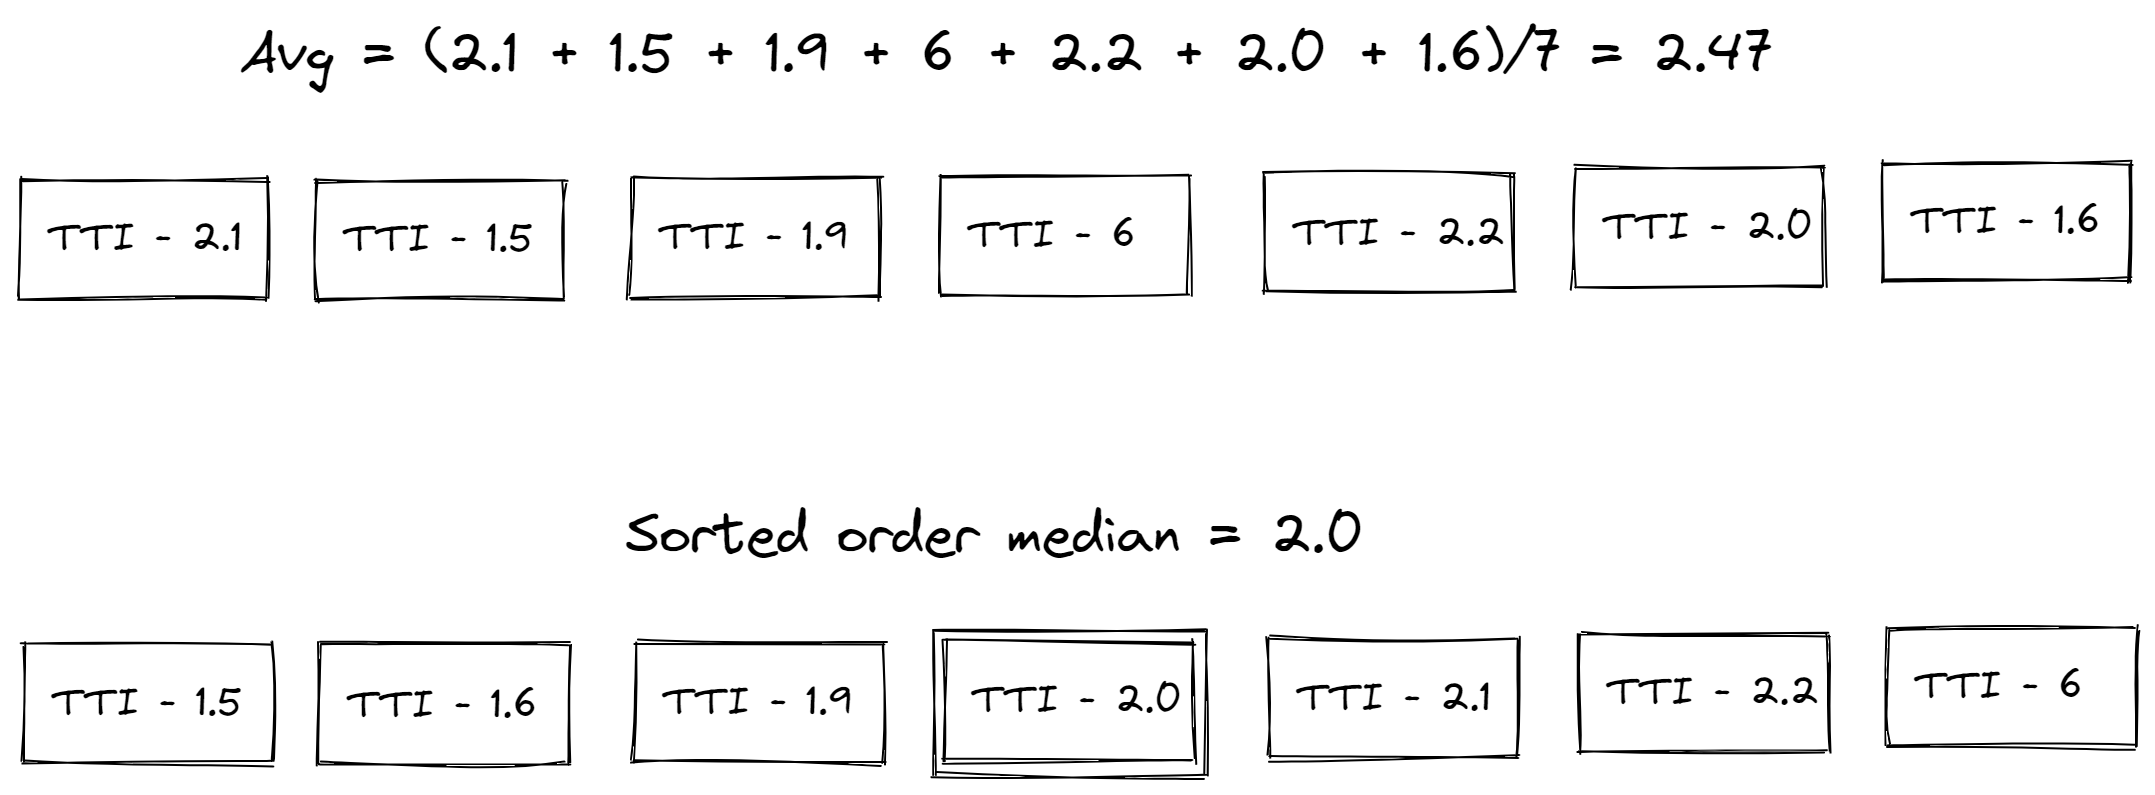 Avg = (2.1 + 1.5 + 1.9 + 6 + 2.2 + 2.0 + 1.6)/7 = 2.47
TTI - 2.1
TTI - 1.5
TTI - 1.9
TTI - 6
TTI - 2.2
TTI - 2.0
TTI - 1.6
Sorted order median = 2.0
TTI - 1.5
TTI - 1.6
TTI - 1.9
TTI - 2.0
TTI - 2.1
TTI - 2.2
TTI - 6